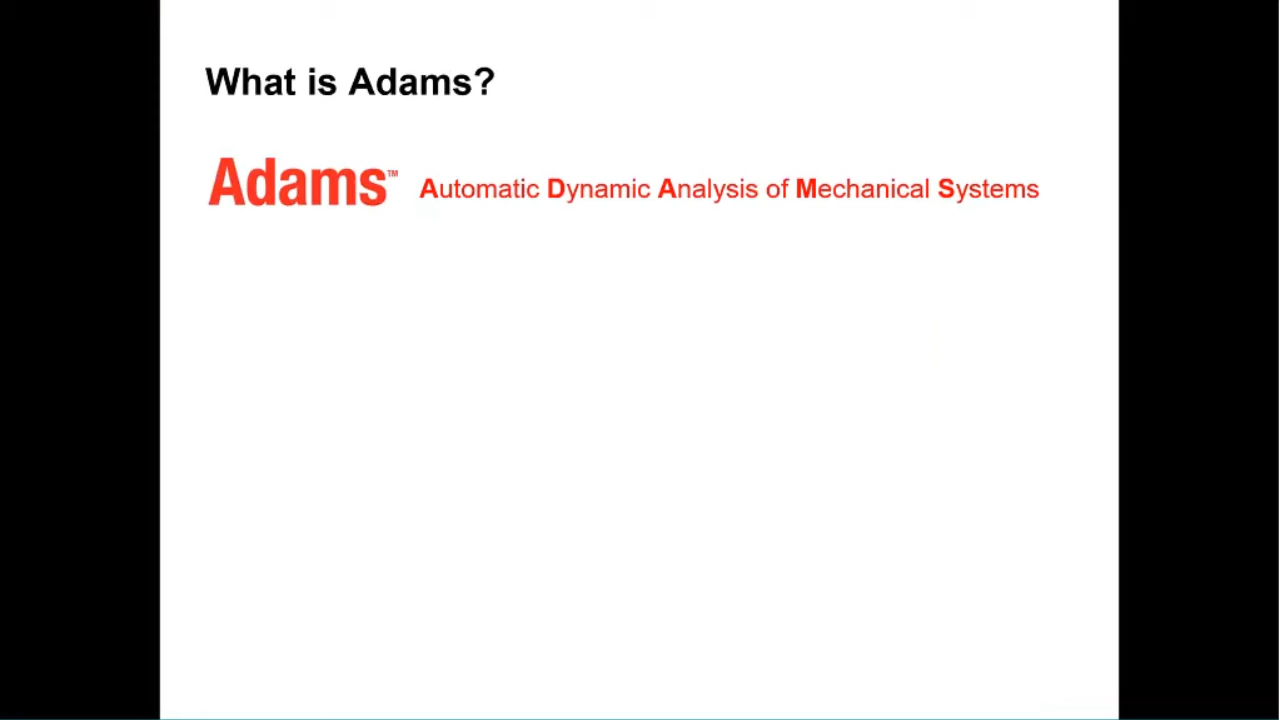 What is Adams?
Adams™ Automatic Dynamic Analysis of Mechanical Systems